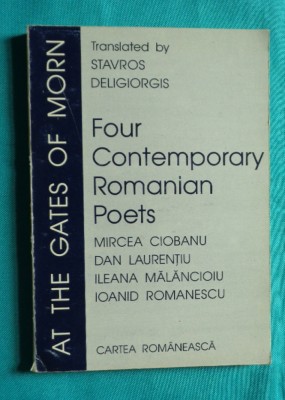 AT THE GATES OF MORN
Translated by
STAVROS
DELIGIORGIS
Four
Contemporary
Romanian
Poets
MIRCEA CIOBANU
DAN LAURENȚIU
ILEANA MĂLĂNCIOIU
IOANID ROMANESCU
CARTEA ROMÂNEASCĂ